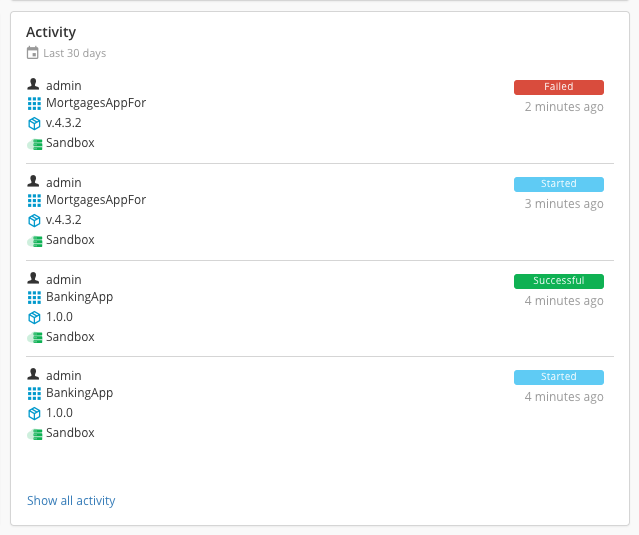 Activity
Last 30 days
admin
Failed
MortgagesAppFor
2 minutes ago
v.4.3.2
Sandbox
admin
Started
MortgagesAppFor
3 minutes ago
v.4.3.2
Sandbox
admin
Successful
BankingApp
4 minutes ago
1.0.0
Sandbox
admin
Started
BankingApp
4 minutes ago
1.0.0
Sandbox
Show all activity